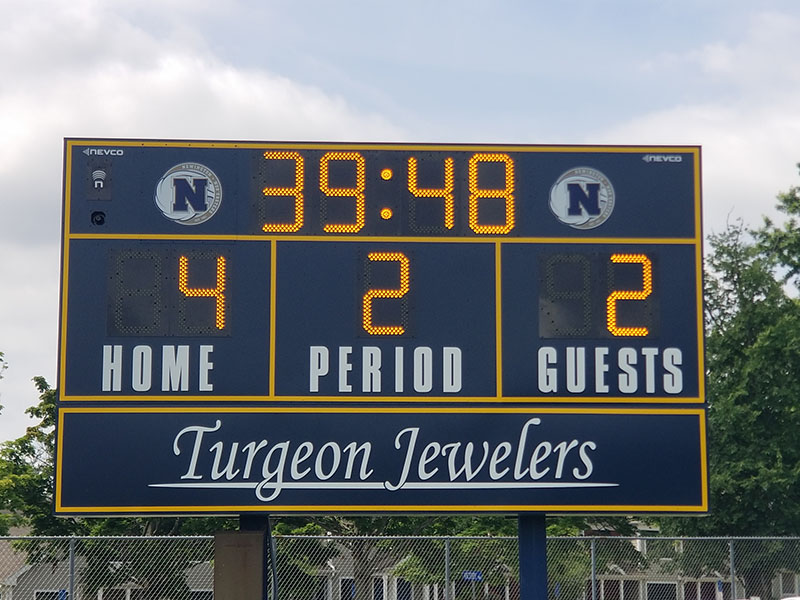 NEVCO NEVCO
n N 39:48 N
4 2 2
HOME PERIOD GUESTS
Turgeon Jewelers